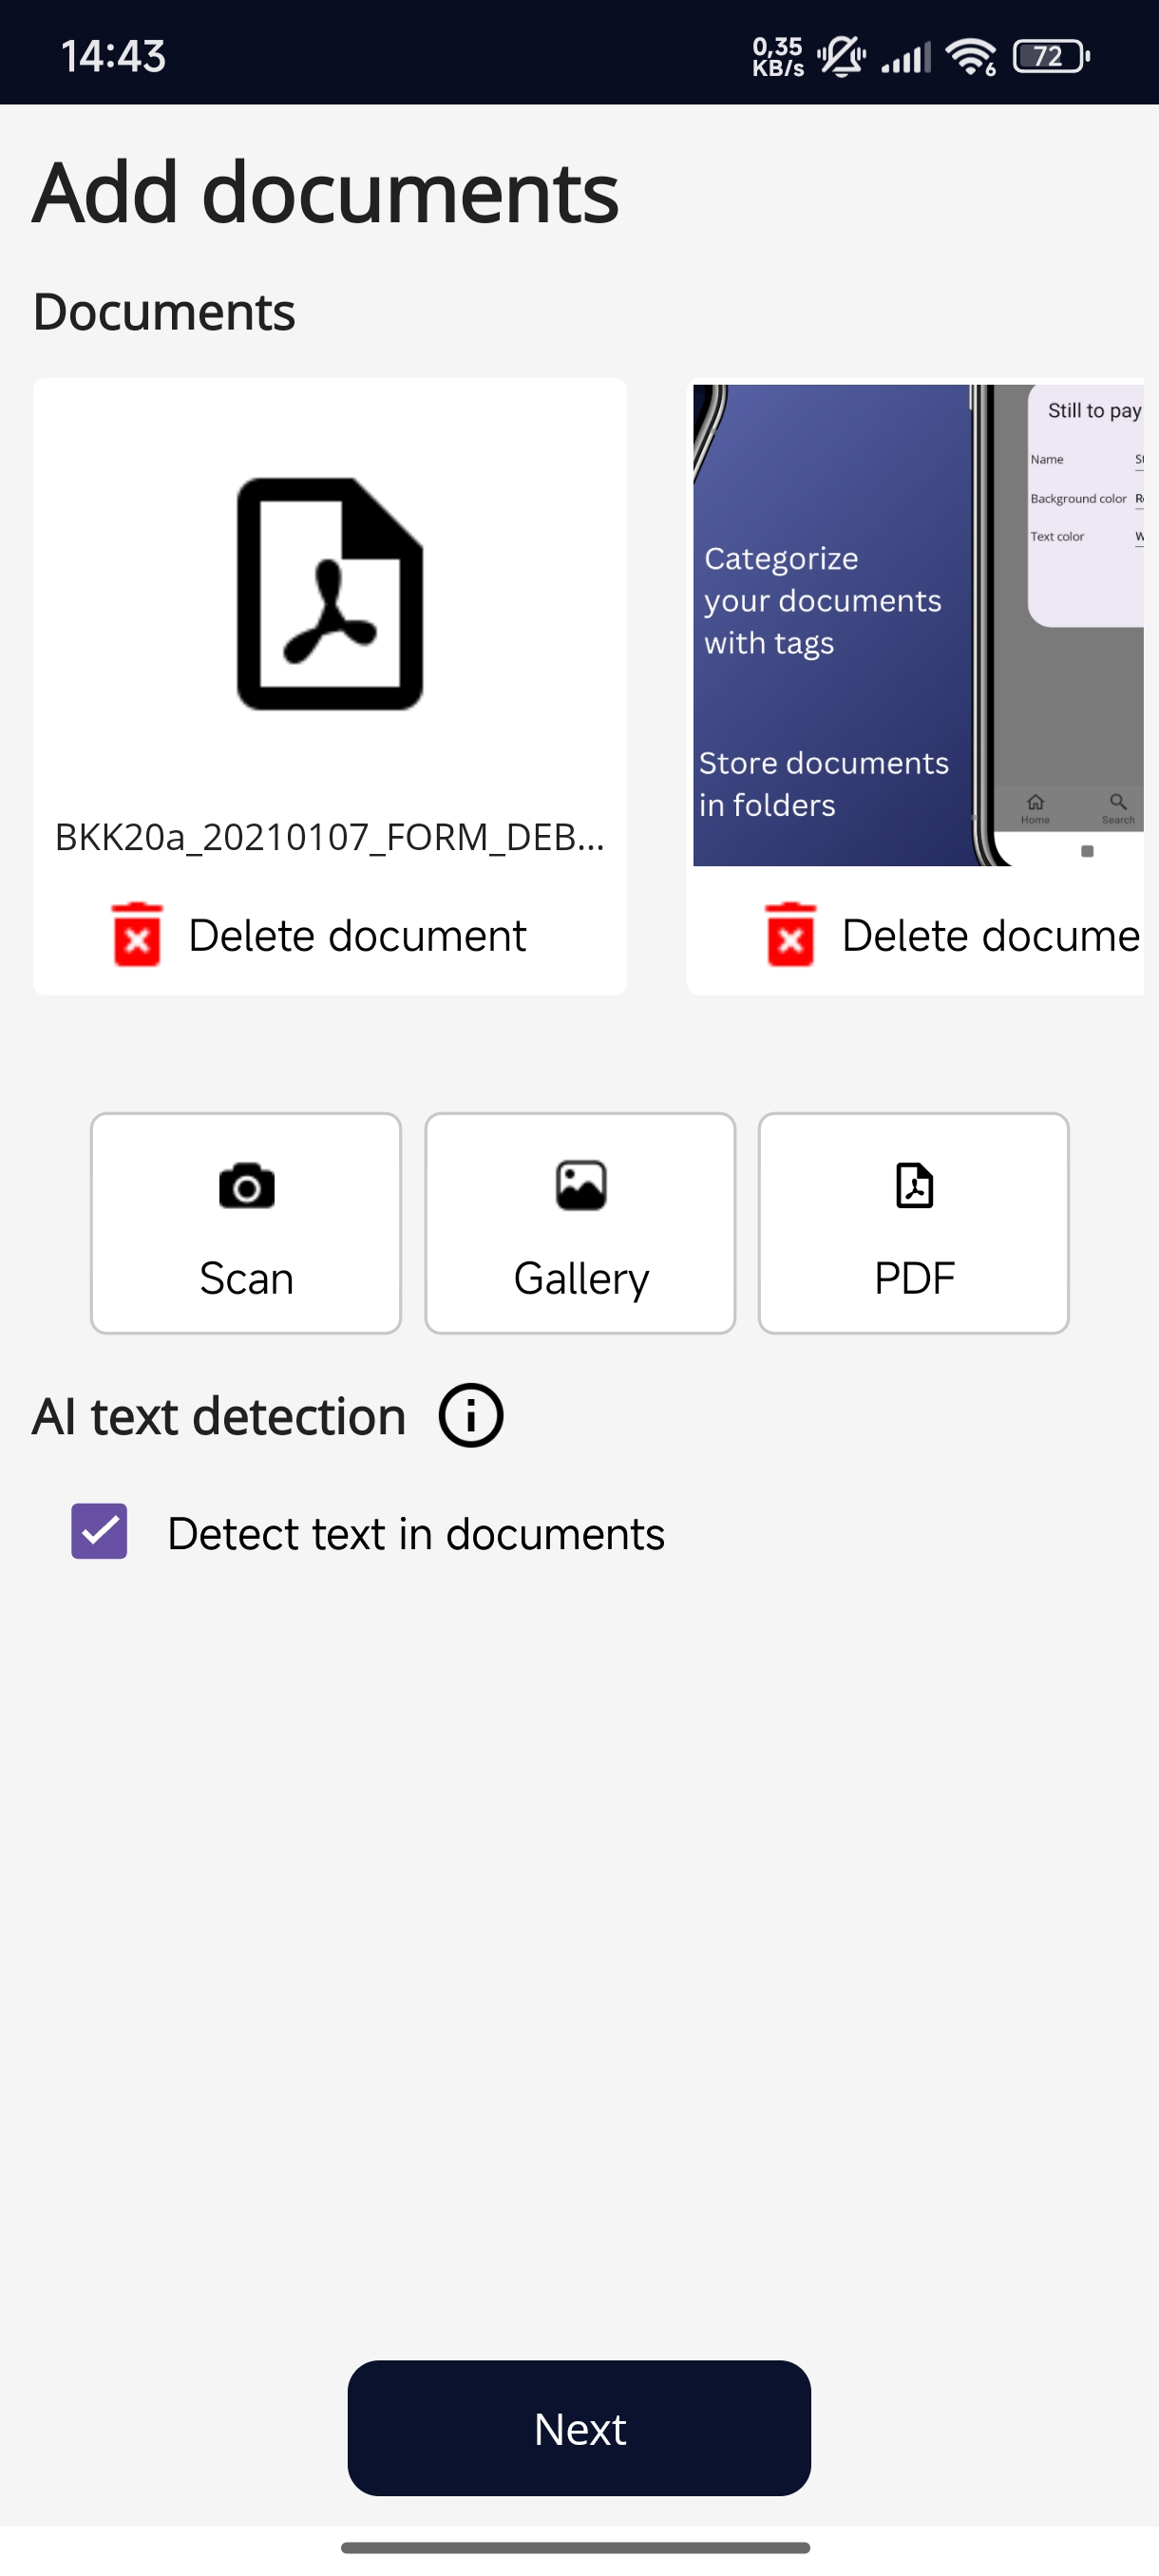 14:43
0,35
KB/s
6
72
Add documents
Documents
BKK20a_20210107_FORM_DEB...
Delete document
Categorize
your documents
with tags
Store documents
in folders
Still to pay
Name
Background color
Text color
Home
Search
Delete docume
Scan
Gallery
PDF
AI text detection
Detect text in documents
Next